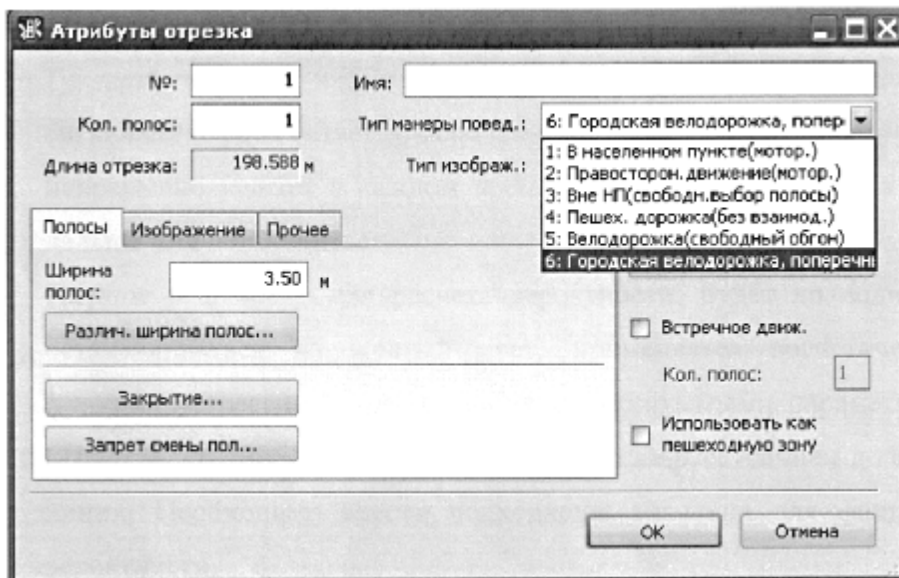 Атрибуты отрезка
№: 1 Имя:
Кол. полос: 1 Тип манеры повед.: 6: Городская велодорожка, попер
Длина отрезка: 198.588 м Тип изображ.:
1: В населенном пункте(мотор.)
2: Правосторон.движение(мотор.)
3: Вне НП(свободн.выбор полосы)
4: Пешех. дорожка(без взаимод.)
5: Велодорожка(свободный обгон)
6: Городская велодорожка, поперечны
Полосы Изображение Прочее
Ширина
полос: 3.50 м
Различ. ширина полос...
Закрытие...
Запрет смены пол...
Встречное движ.
Кол. полос: 1
Использовать как
пешеходную зону
ОК Отмена